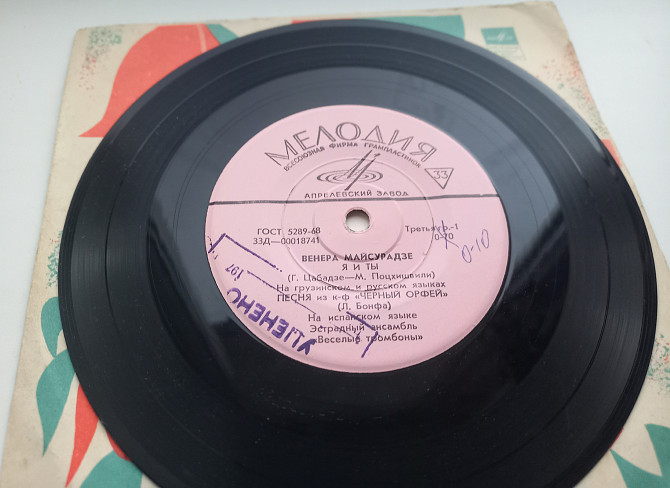 МЕЛОДИЯ
ВСЕСОЮЗНАЯ ФИРМА ГРАМПЛАСТИНОК
33
АПРЕЛЕВСКИЙ ЗАВОД
ГОСТ 5289-68
Третья гр.-1
33Д—00018741
0-70
0-10
ВЕНЕРА МАЙСУРАДЗЕ
Я И ТЫ
(Г. Цабадзе—М. Поцхишвили)
На грузинском и русском языках
ПЕСНЯ из к-ф «ЧЕРНЫЙ ОРФЕЙ»
(Л. Бонфа)
На испанском языке
Эстрадный ансамбль
«Веселые тромбоны»
УЦЕНЕНО
197